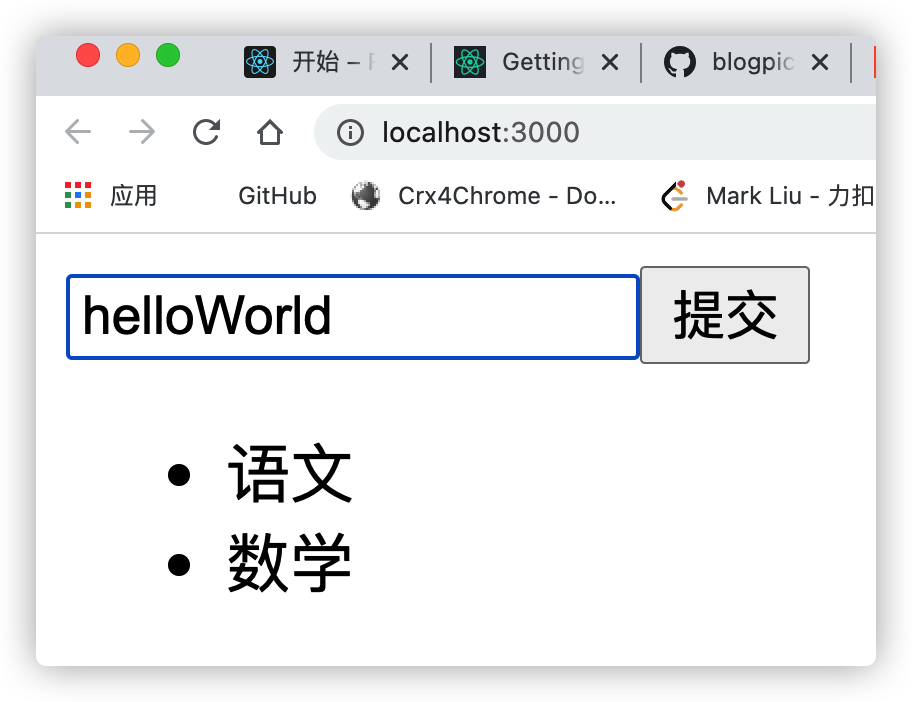 开始 –
Getting
blogpic
localhost:3000
应用
GitHub
Crx4Chrome - Do...
Mark Liu - 力扣
helloWorld
提交
语文
数学